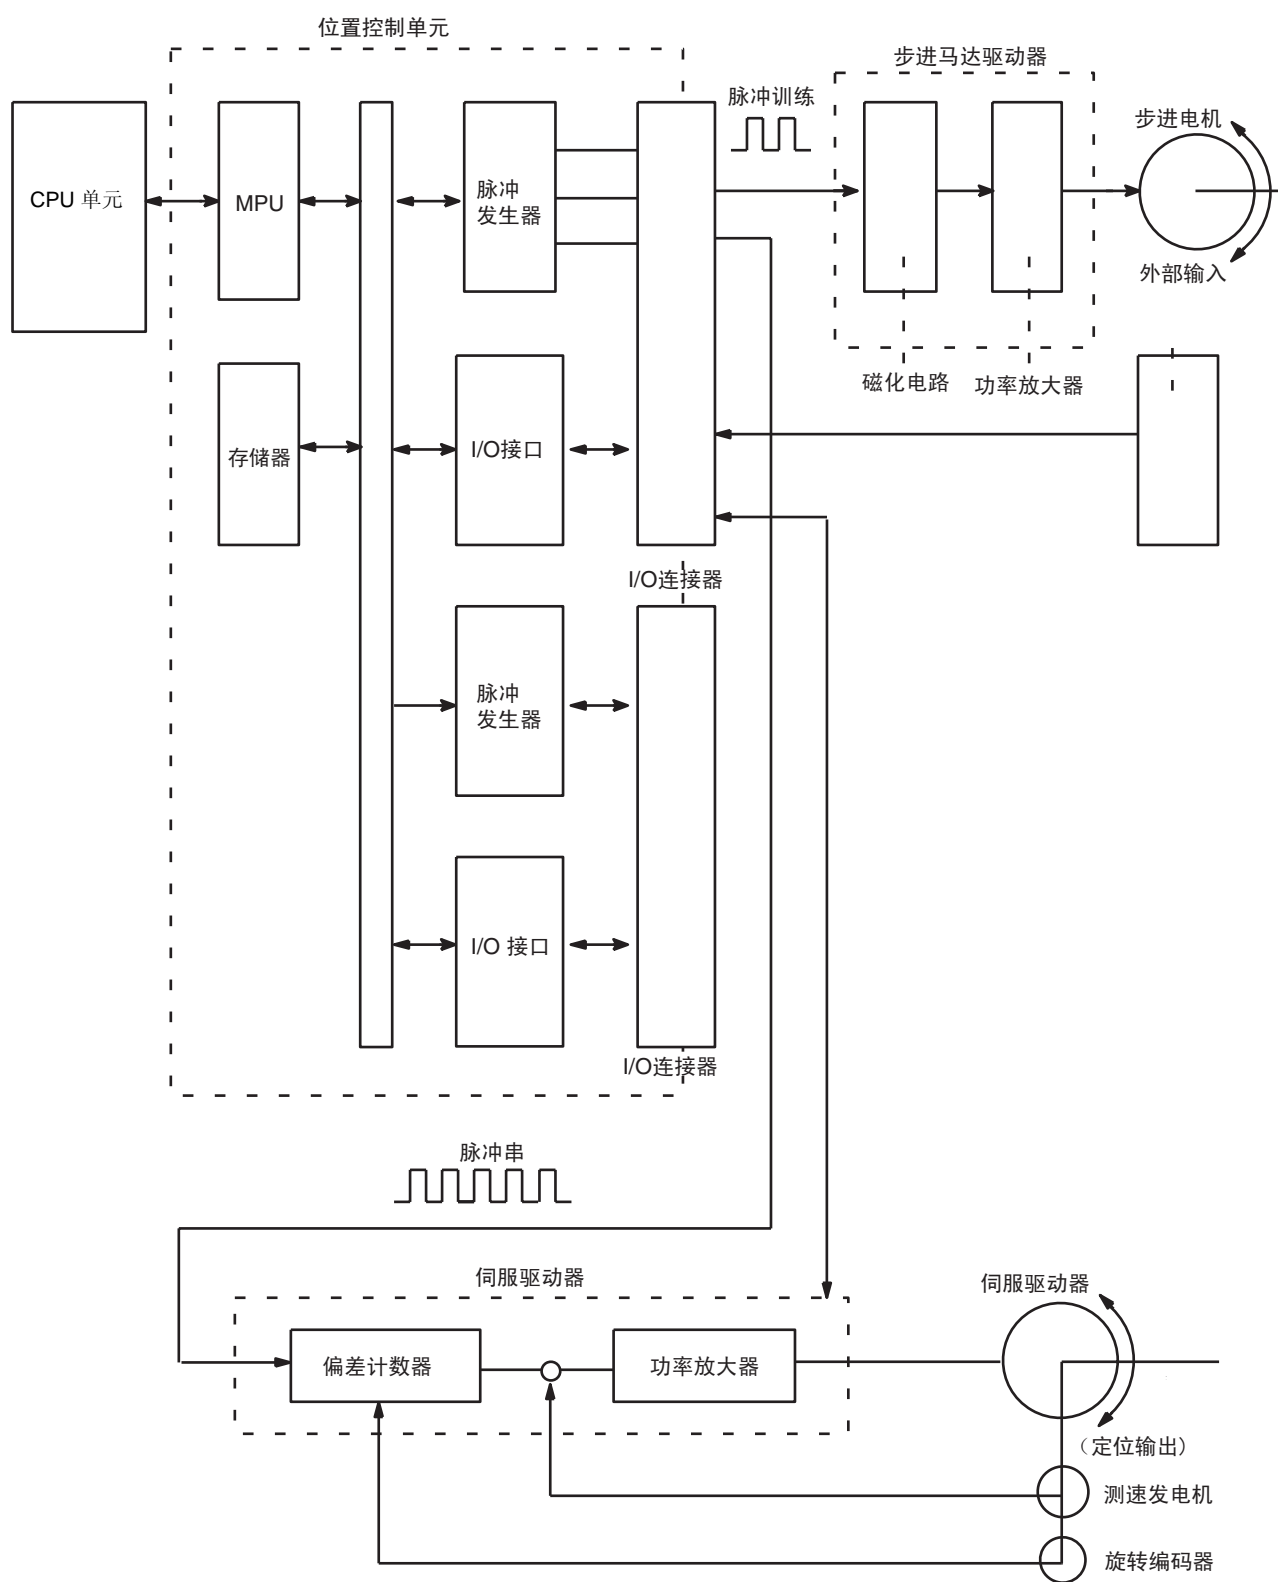 位置控制单元
步进马达驱动器
脉冲训练
步进电机
CPU 单元
MPU
脉冲
发生器
外部输入
磁化电路
功率放大器
存储器
I/O接口
I/O连接器
脉冲
发生器
I/O 接口
I/O连接器
脉冲串
伺服驱动器
伺服驱动器
偏差计数器
功率放大器
（定位输出）
测速发电机
旋转编码器